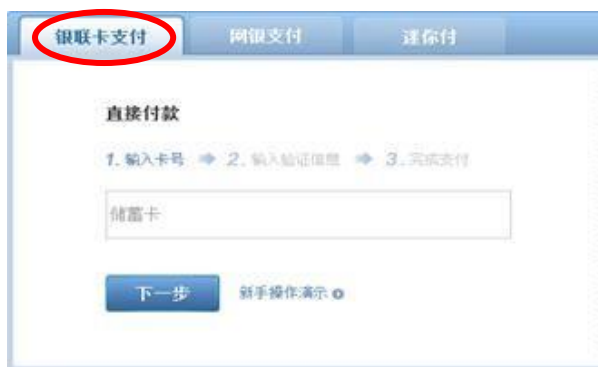 银联卡支付 网银支付 迷你付
直接付款
1. 输入卡号 2. 输入验证信息 3. 完成支付
储蓄卡
下一步 新手操作演示